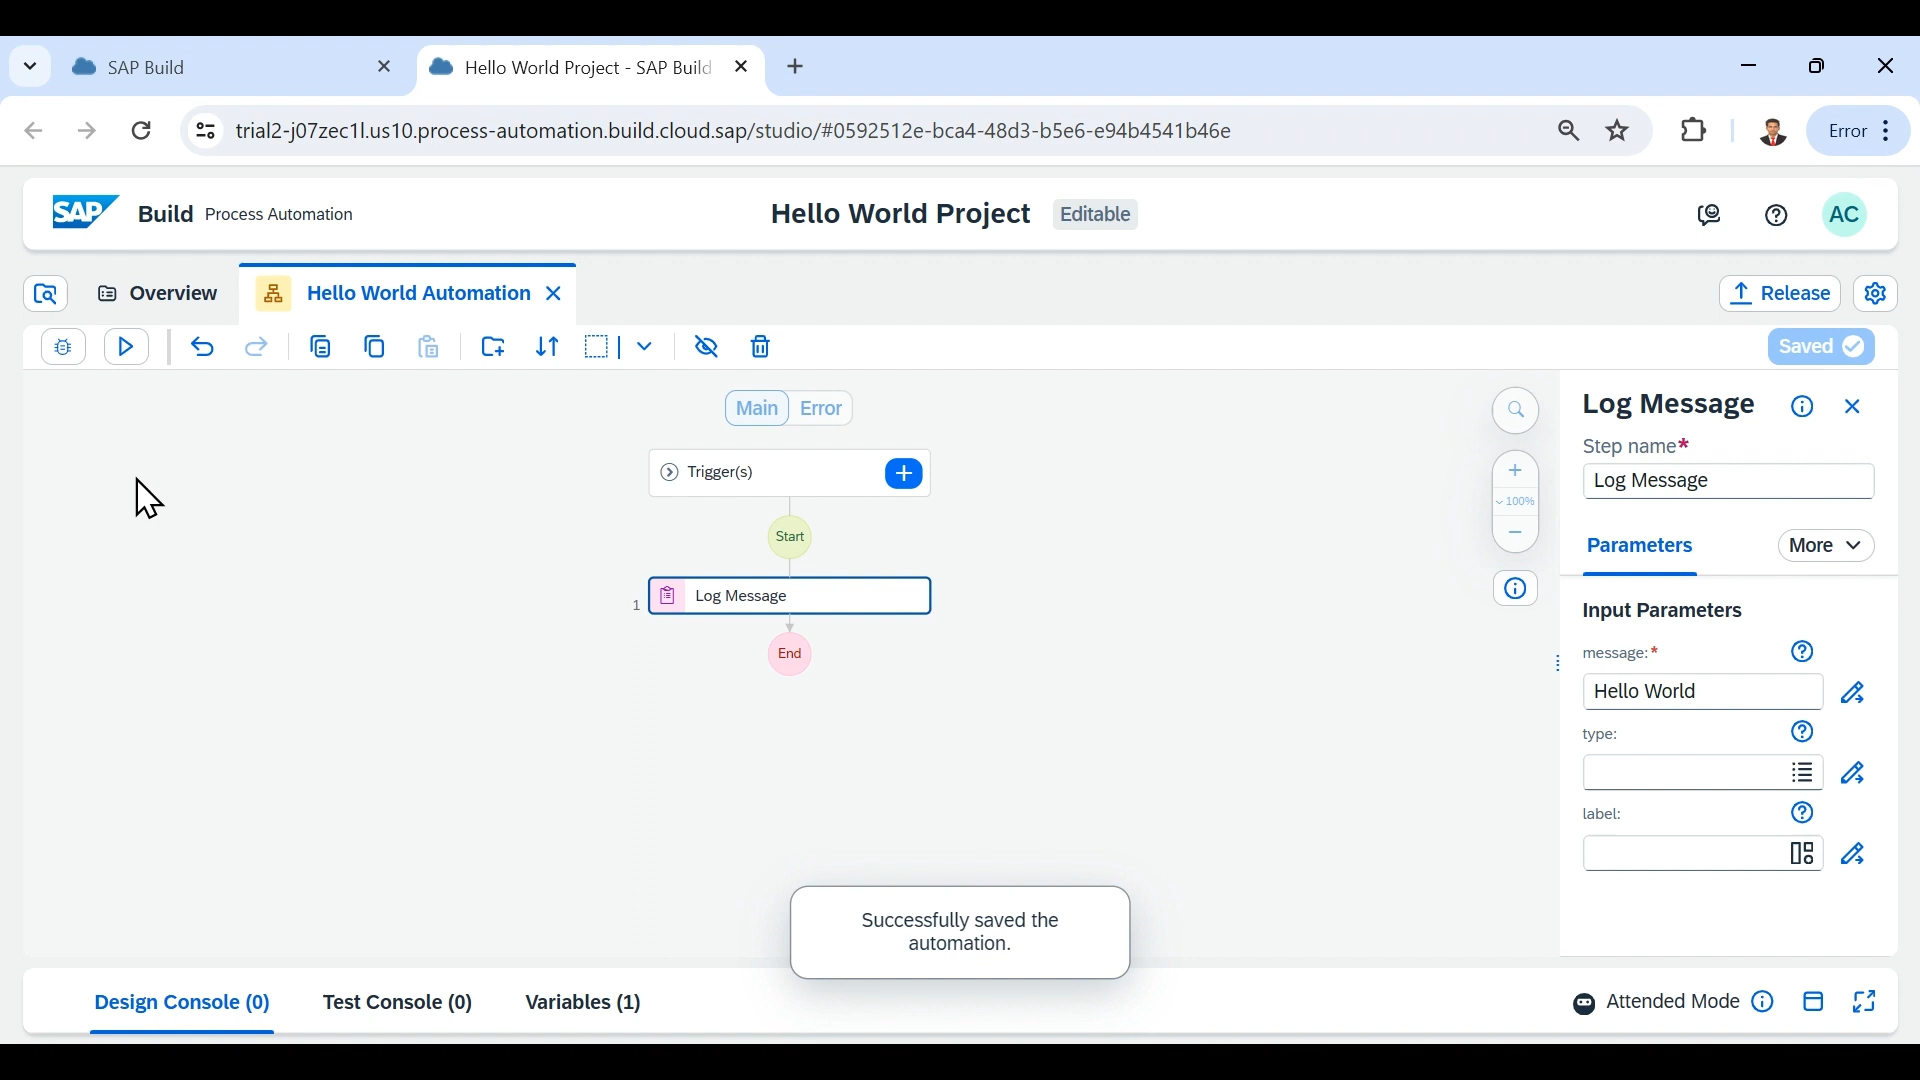 SAP Build
Hello World Project - SAP Build
trial2-j07zec1l.us10.process-automation.build.cloud.sap/studio/#0592512e-bca4-48d3-b5e6-e94b4541b46e
Error
SAP Build Process Automation
Hello World Project Editable
AC
Overview
Hello World Automation
Release
Saved
Main Error
Trigger(s)
Start
1 Log Message
End
100%
Log Message
Step name*
Log Message
Parameters
More
Input Parameters
message:*
Hello World
type:
label:
Successfully saved the
automation.
Design Console (0) Test Console (0) Variables (1)
Attended Mode